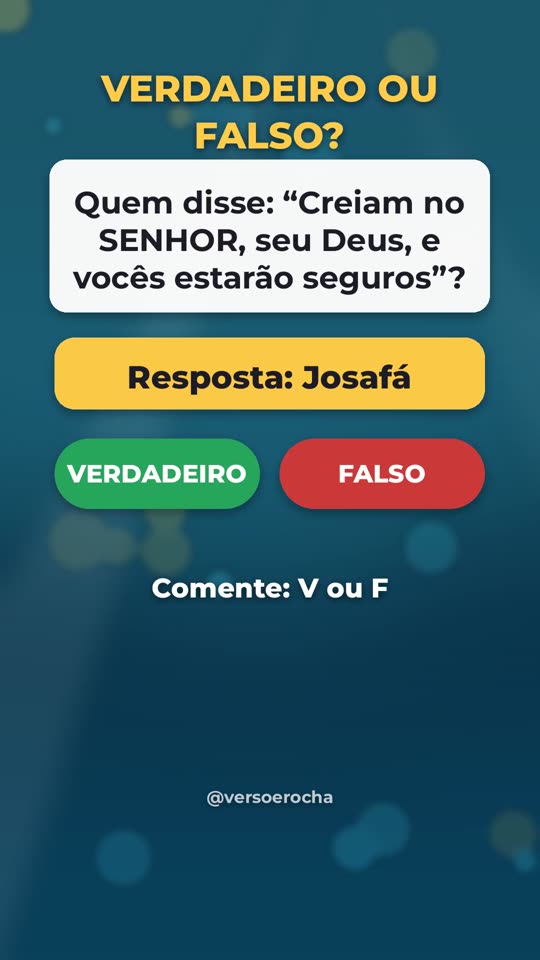 VERDADEIRO OU
FALSO?
Quem disse: “Creiam no
SENHOR, seu Deus, e
vocês estarão seguros”?
Resposta: Josafá
VERDADEIRO
FALSO
Comente: V ou F
@versoerocha